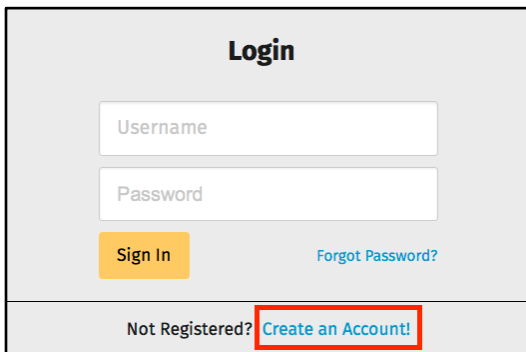 Login
Username
Password
Sign In Forgot Password?
Not Registered? Create an Account!